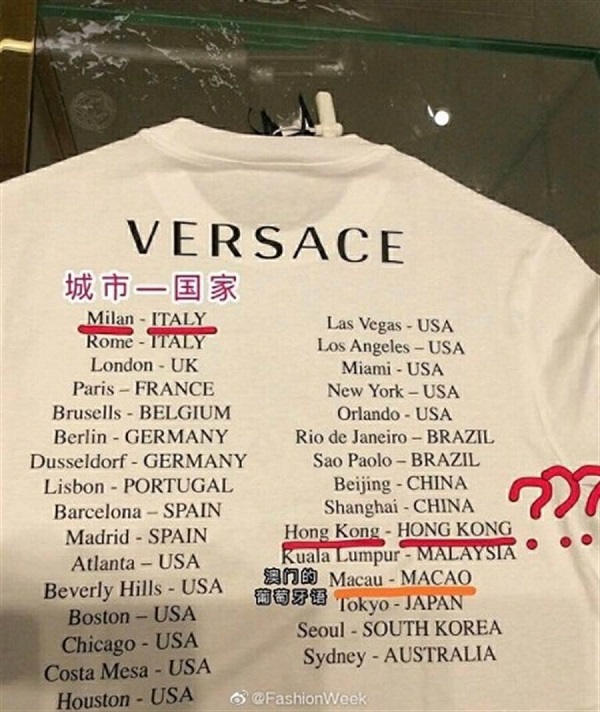 VERSACE
城市—国家
Milan - ITALY
Rome - ITALY
London - UK
Paris – FRANCE
Brusells - BELGIUM
Berlin - GERMANY
Dusseldorf - GERMANY
Lisbon - PORTUGAL
Barcelona – SPAIN
Madrid - SPAIN
Atlanta – USA
Beverly Hills - USA
Boston – USA
Chicago - USA
Costa Mesa - USA
Houston - USA
Las Vegas - USA
Los Angeles – USA
Miami - USA
New York – USA
Orlando - USA
Rio de Janeiro – BRAZIL
Sao Paolo – BRAZIL
Beijing - CHINA
Shanghai - CHINA
Hong Kong - HONG KONG
???
Kuala Lumpur - MALAYSIA
澳门的
葡萄牙语
Macau - MACAO
Tokyo - JAPAN
Seoul - SOUTH KOREA
Sydney - AUSTRALIA
@FashionWeek